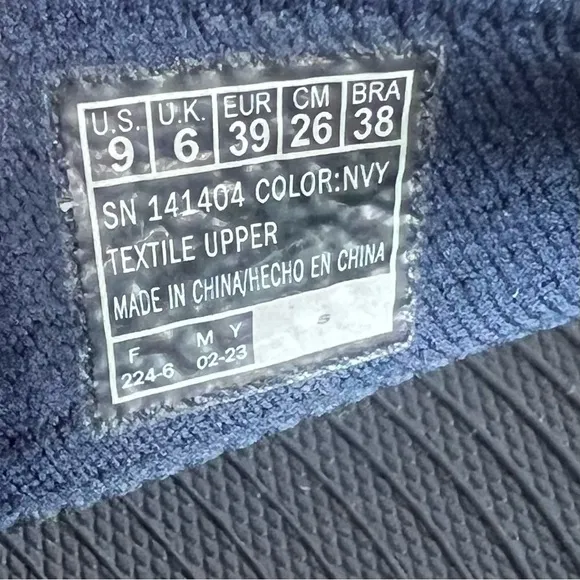 U.S. U.K. EUR CM BRA
9 6 39 26 38
SN 141404 COLOR:NVY
TEXTILE UPPER
MADE IN CHINA/HECHO EN CHINA
F M Y S
224-6 02-23